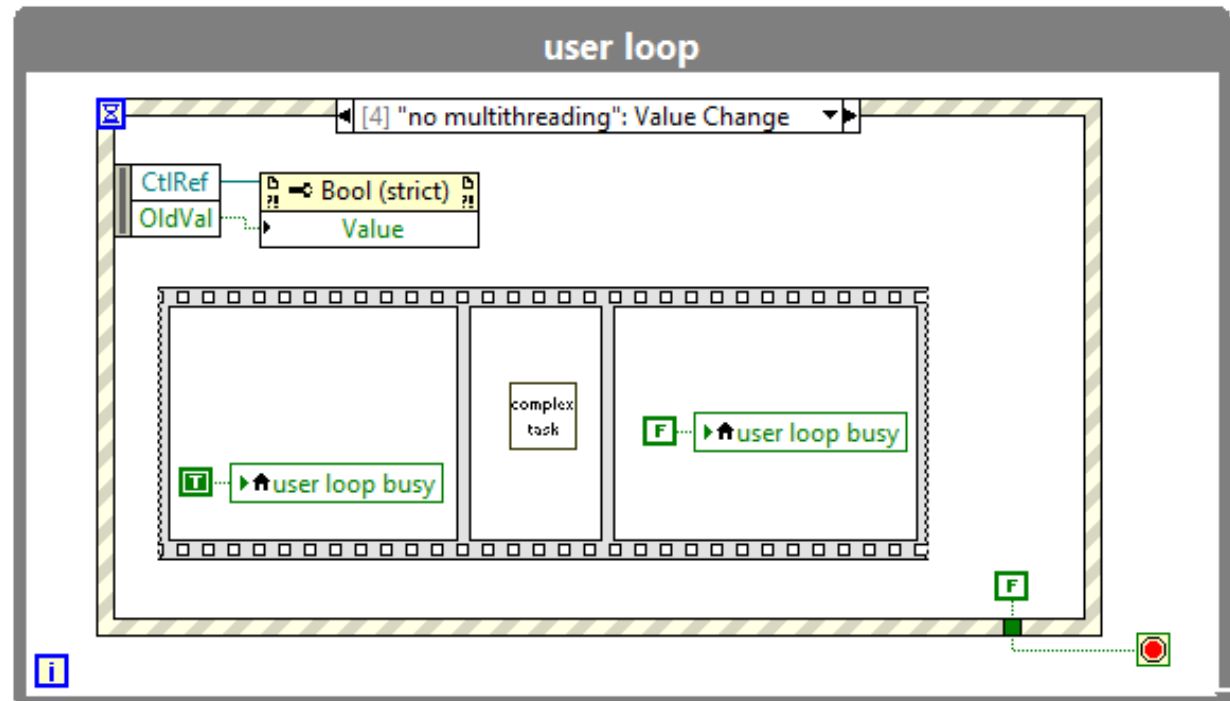 user loop
[4] "no multithreading": Value Change
CtlRef
OldVal
Bool (strict)
Value
complex
task
F
user loop busy
T
user loop busy
F
i